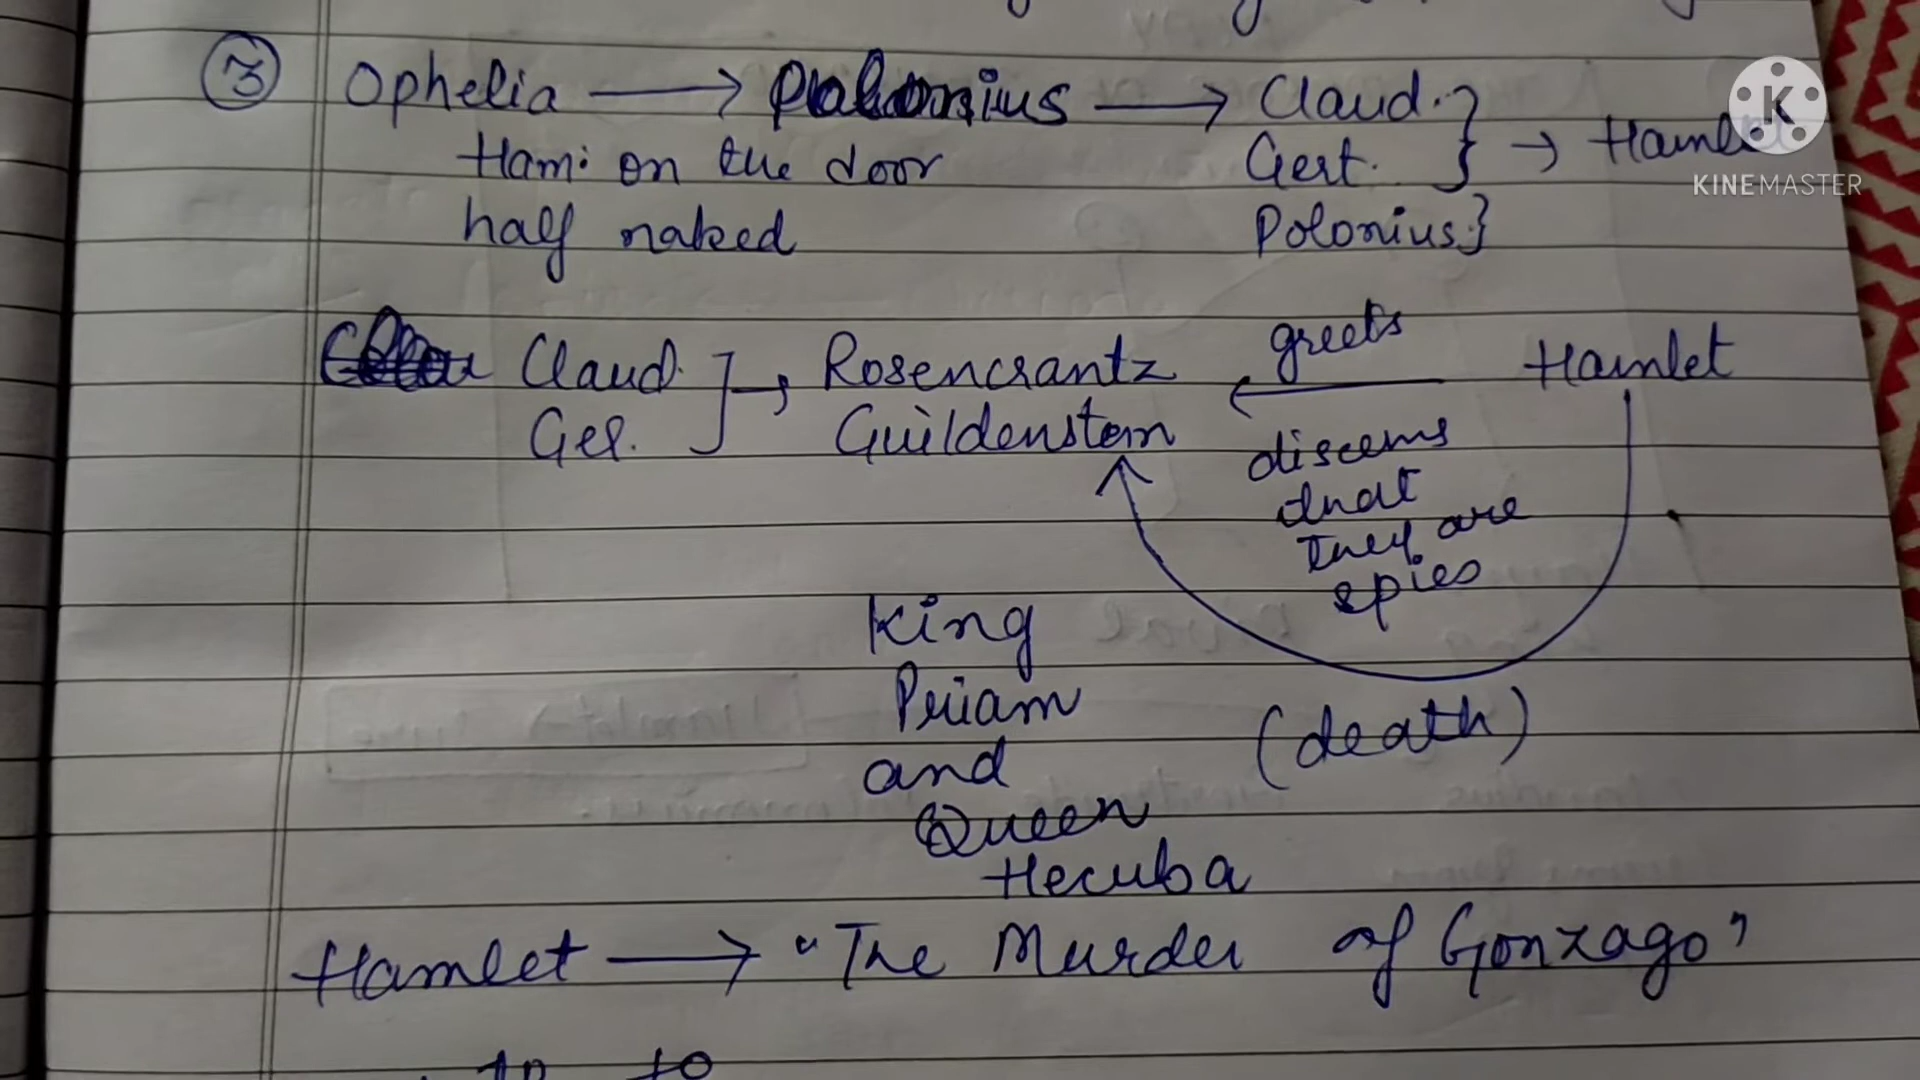 3 Ophelia → Polonius → Claud. } → Hamlet
Ham: on the door Gert.
half naked Polonius }
KINEMASTER
Claud. ] → Rosencrantz greets Hamlet
Ger. Guildenstern
discerns
that
they are
spies
King
Priam
and (death)
Queen
Hecuba
Hamlet → "The Murder of Gonzago"